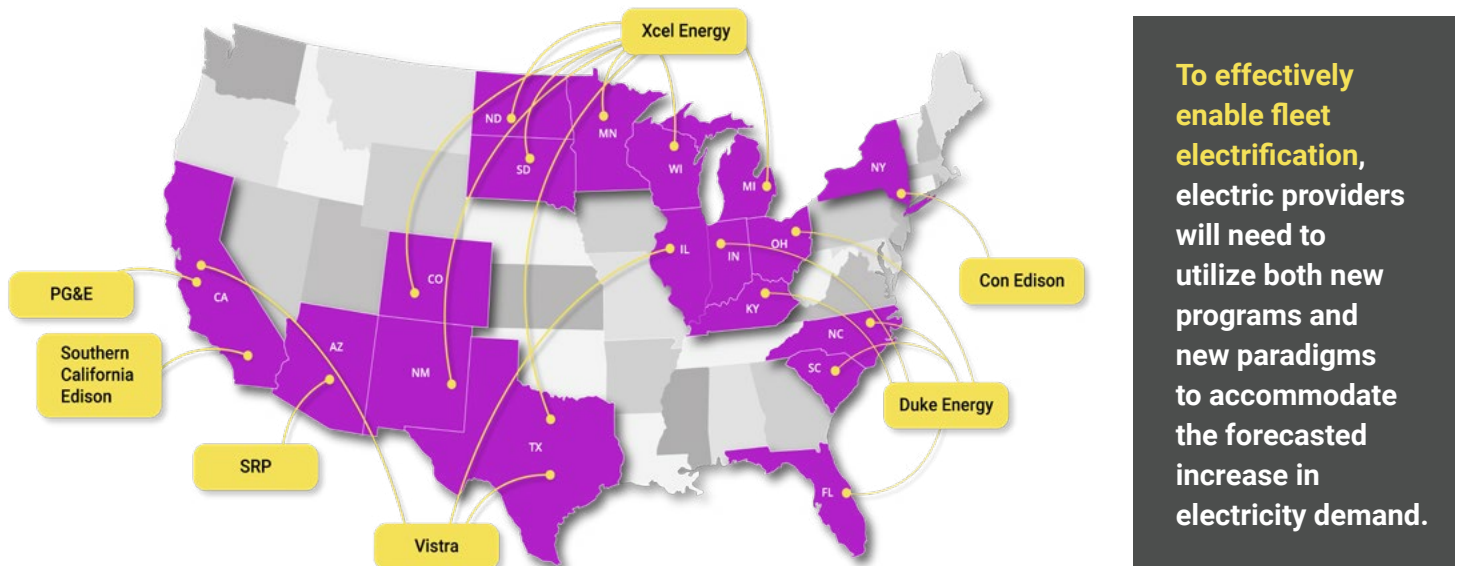 Xcel Energy
ND
MN
SD
WI
MI
NY
IL
IN
OH
CO
KY
Con Edison
PG&E
CA
Southern
California
Edison
AZ
NM
NC
SC
Duke Energy
SRP
TX
FL
Vistra
To effectively
enable fleet
electrification,
electric providers
will need to
utilize both new
programs and
new paradigms
to accommodate
the forecasted
increase in
electricity demand.